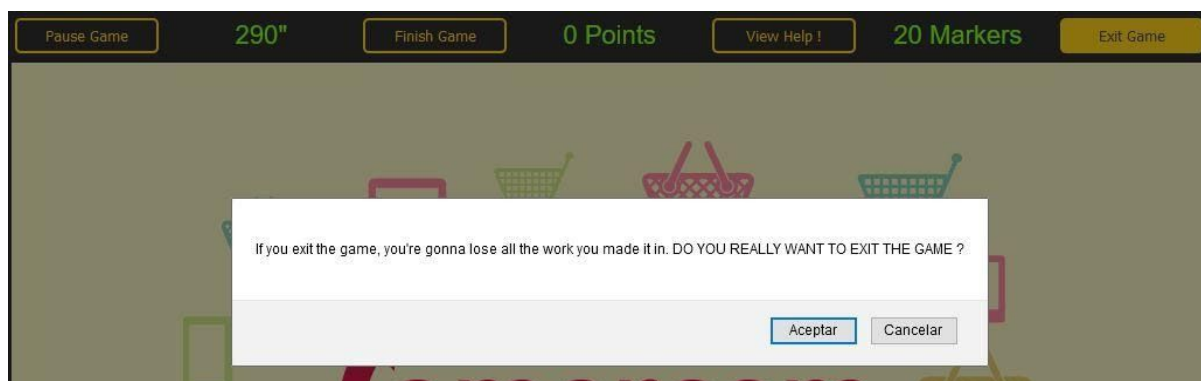 Pause Game 290" Finish Game 0 Points View Help ! 20 Markers Exit Game
If you exit the game, you're gonna lose all the work you made it in. DO YOU REALLY WANT TO EXIT THE GAME ?
Aceptar Cancelar